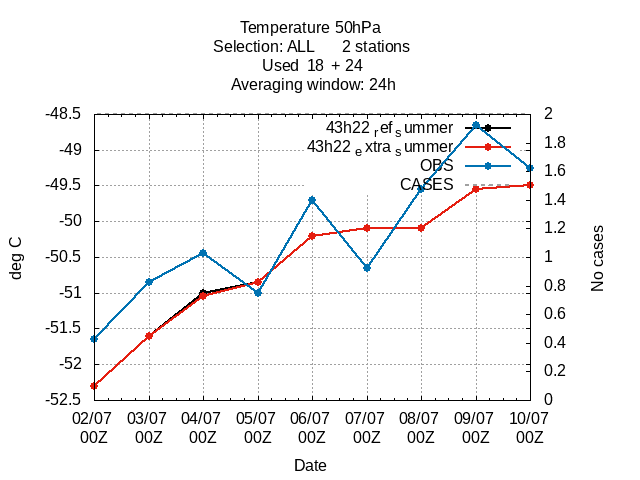 Temperature 50hPa
Selection: ALL 2 stations
Used 18 + 24
Averaging window: 24h
43h22 refsummer
43h22 extrasummer
OBS
CASES
-48.5
-49
-49.5
-50
-50.5
-51
-51.5
-52
-52.5
deg C
2
1.8
1.6
1.4
1.2
1
0.8
0.6
0.4
0.2
0
No cases
02/07 03/07 04/07 05/07 06/07 07/07 08/07 09/07 10/07
00Z 00Z 00Z 00Z 00Z 00Z 00Z 00Z 00Z
Date